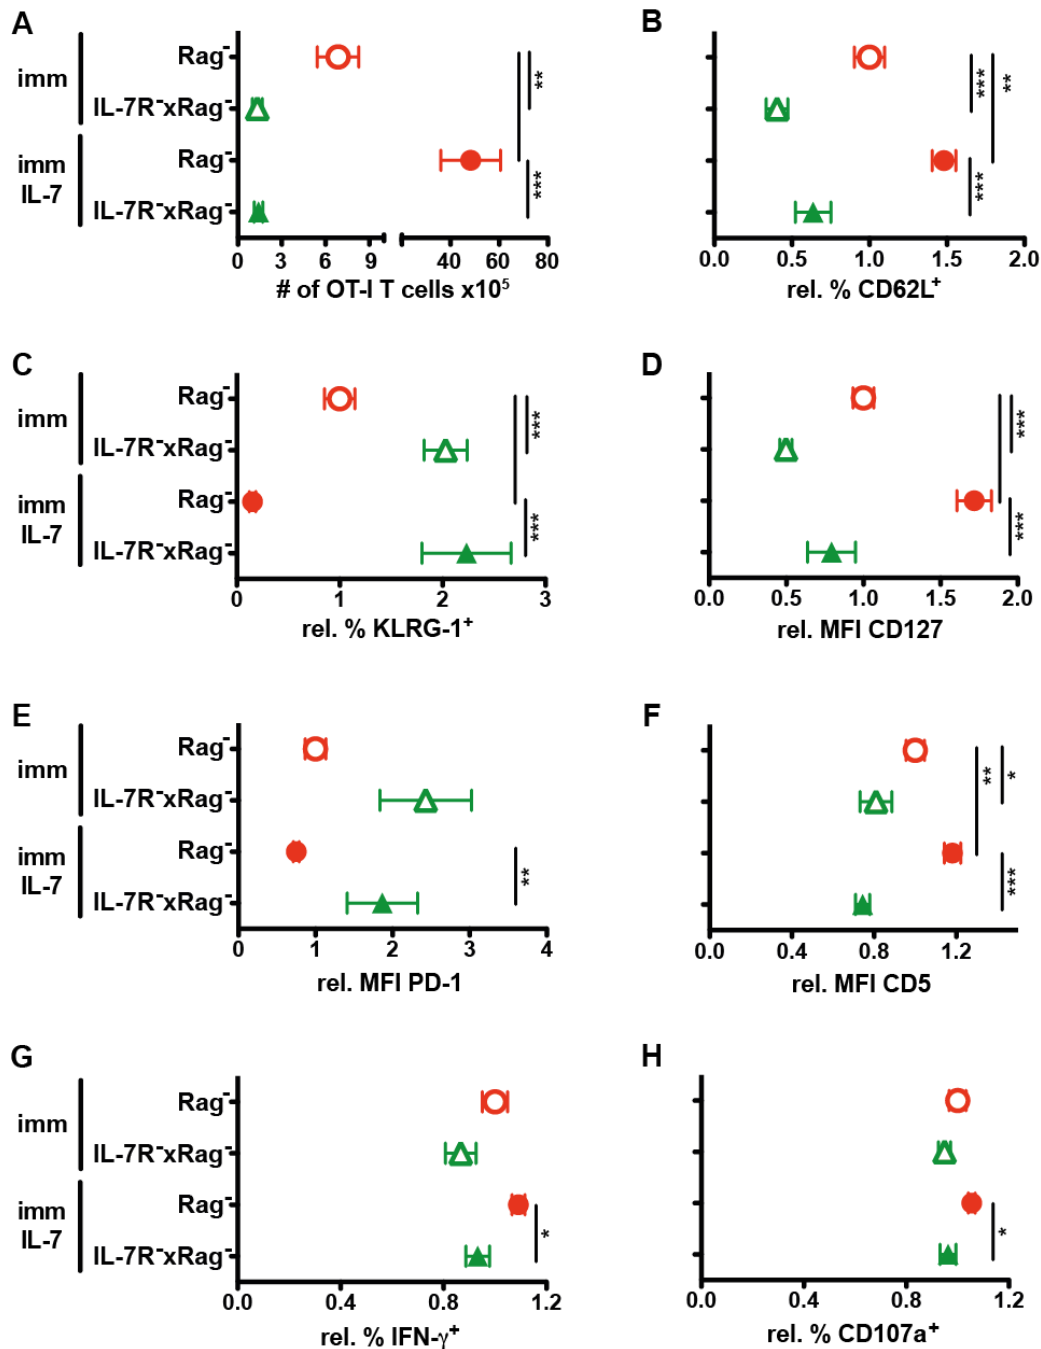 A
imm
Rag⁻
IL-7R⁻xRag⁻
imm
IL-7
Rag⁻
IL-7R⁻xRag⁻
**
***
0 3 6 9 40 60 80
# of OT-I T cells x10⁵
B
***
**
***
0.0 0.5 1.0 1.5 2.0
rel. % CD62L⁺
C
imm
Rag⁻
IL-7R⁻xRag⁻
imm
IL-7
Rag⁻
IL-7R⁻xRag⁻
***
***
0 1 2 3
rel. % KLRG-1⁺
D
***
***
0.0 0.5 1.0 1.5 2.0
rel. MFI CD127
E
imm
Rag⁻
IL-7R⁻xRag⁻
imm
IL-7
Rag⁻
IL-7R⁻xRag⁻
**
0 1 2 3 4
rel. MFI PD-1
F
**
*
***
0.0 0.4 0.8 1.2
rel. MFI CD5
G
imm
Rag⁻
IL-7R⁻xRag⁻
imm
IL-7
Rag⁻
IL-7R⁻xRag⁻
*
0.0 0.4 0.8 1.2
rel. % IFN-γ⁺
H
*
0.0 0.4 0.8 1.2
rel. % CD107a⁺